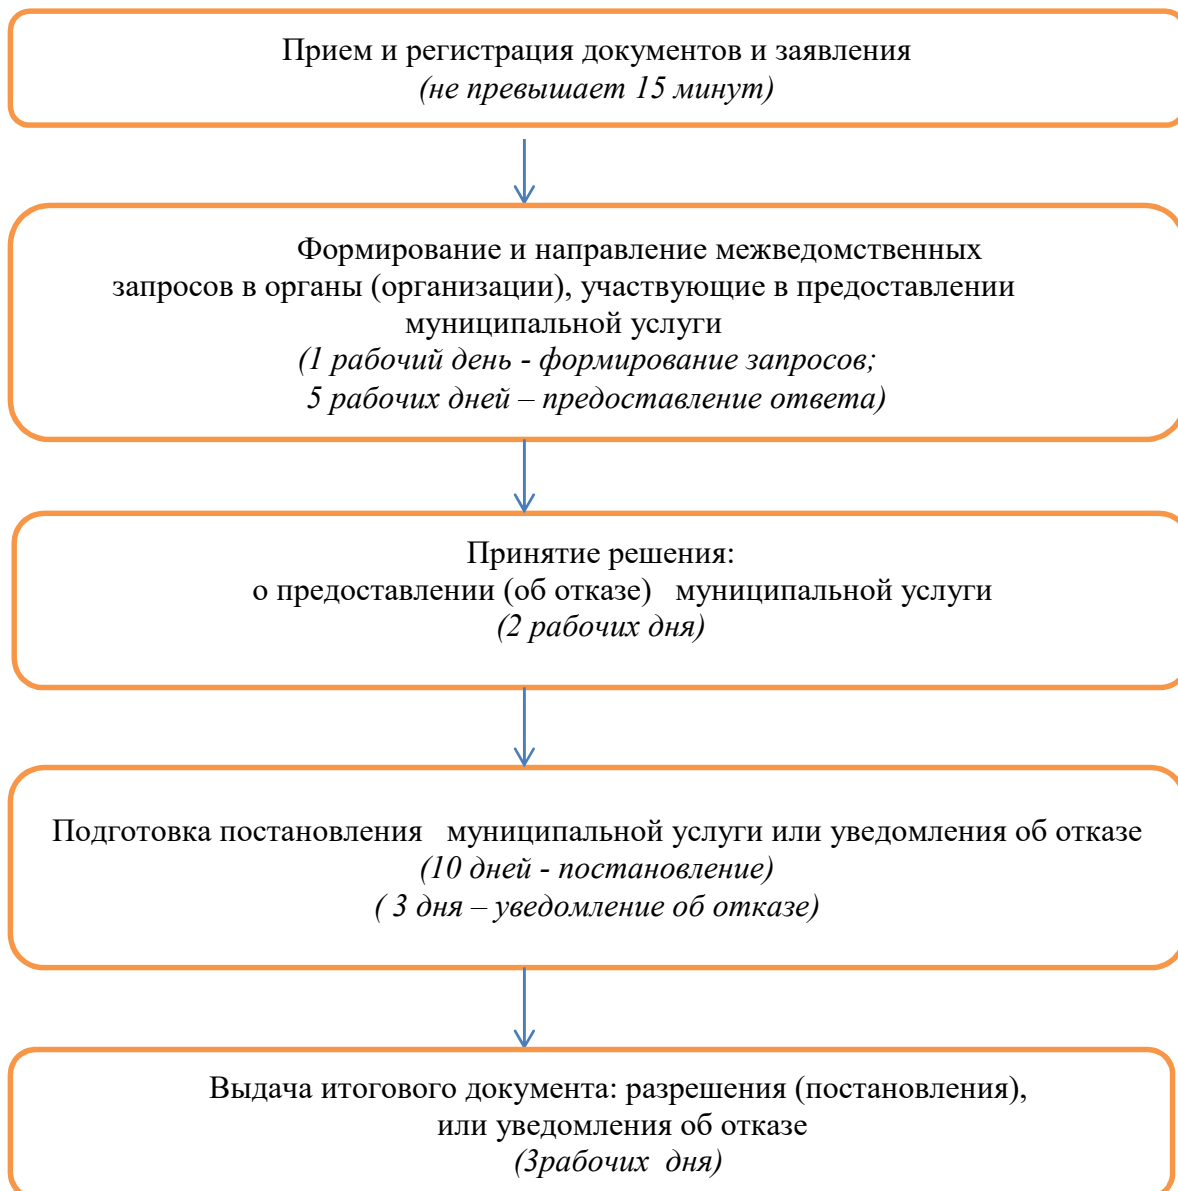 Прием и регистрация документов и заявления
(не превышает 15 минут)
Формирование и направление межведомственных
запросов в органы (организации), участвующие в предоставлении
муниципальной услуги
(1 рабочий день - формирование запросов;
5 рабочих дней – предоставление ответа)
Принятие решения:
о предоставлении (об отказе)   муниципальной услуги
(2 рабочих дня)
Подготовка постановления   муниципальной услуги или уведомления об отказе
(10 дней - постановление)
( 3 дня – уведомление об отказе)
Выдача итогового документа: разрешения (постановления),
или уведомления об отказе
(3рабочих  дня)